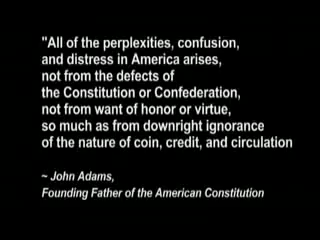 "All of the perplexities, confusion,
and distress in America arises,
not from the defects of
the Constitution or Confederation,
not from want of honor or virtue,
so much as from downright ignorance
of the nature of coin, credit, and circulation
~ John Adams,
Founding Father of the American Constitution